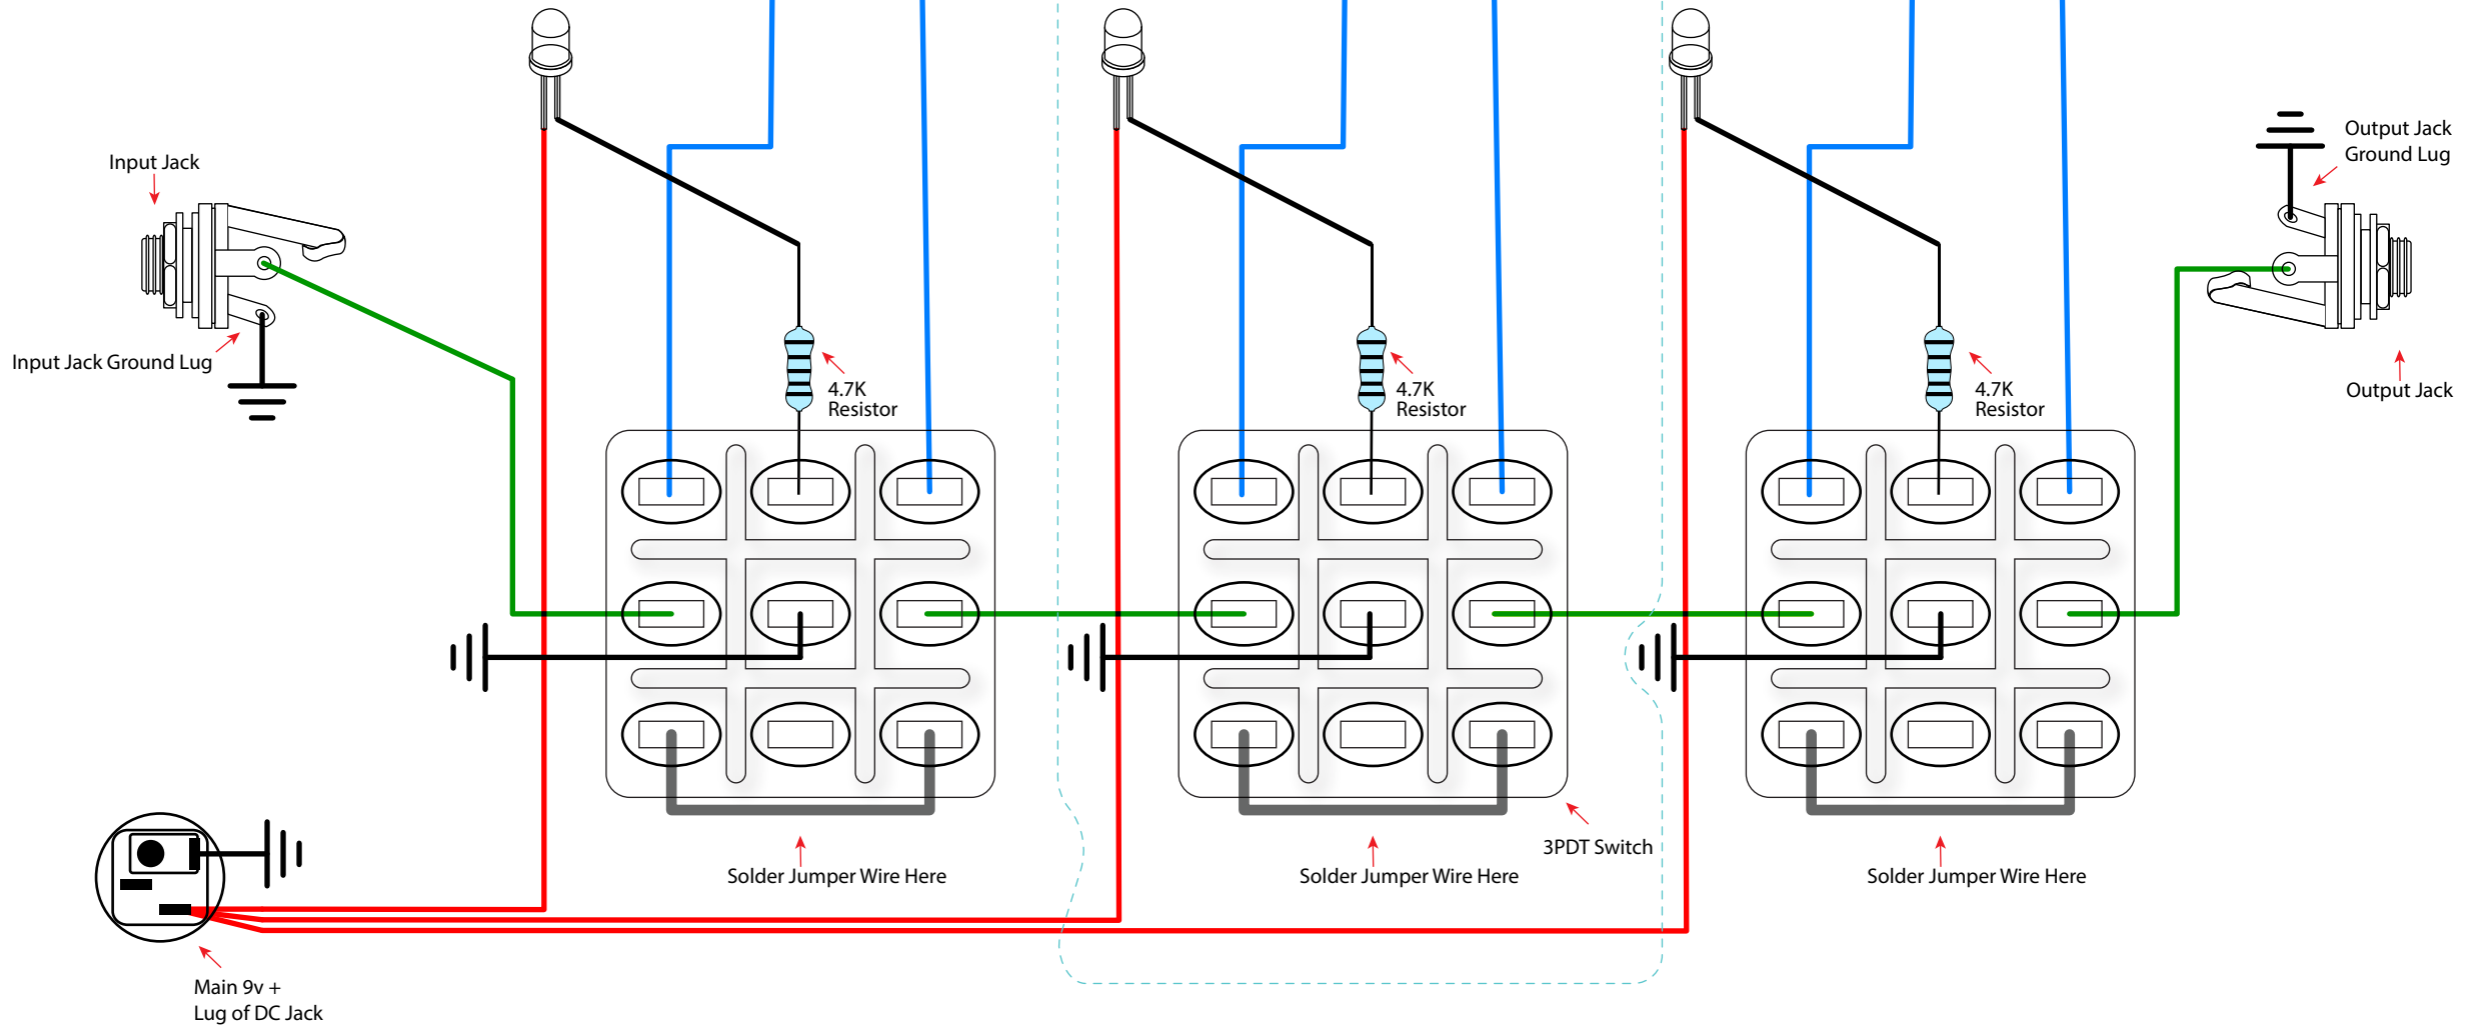 Input Jack
Input Jack Ground Lug
Output Jack
Ground Lug
Output Jack
4.7K
Resistor
4.7K
Resistor
4.7K
Resistor
3PDT Switch
Solder Jumper Wire Here
Solder Jumper Wire Here
Solder Jumper Wire Here
Main 9v +
Lug of DC Jack